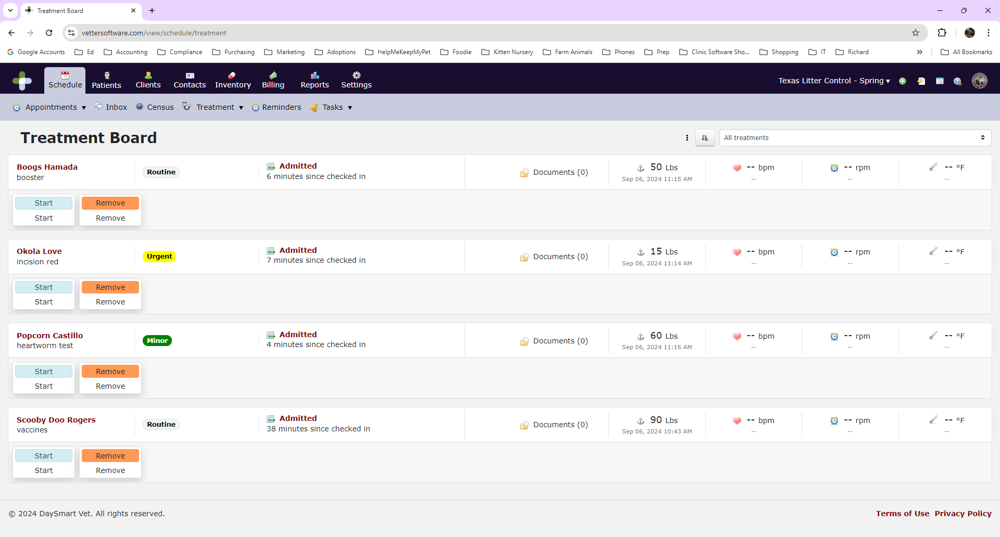 Treatment Board
vettersoftware.com/view/schedule/treatment
Google Accounts Ed Accounting Compliance Purchasing Marketing Adoptions HelpMeKeepMyPet Foodie Kitten Nursery Farm Animals Phones Prep Clinic Software Sho... Shopping IT Richard » All Bookmarks
Schedule Patients Clients Contacts Inventory Billing Reports Settings Texas Litter Control - Spring
Appointments Inbox Census Treatment Reminders Tasks
Treatment Board All treatments
Boogs Hamada Routine Admitted Documents (0) 50 Lbs -- bpm -- rpm -- °F
booster 6 minutes since checked in Sep 06, 2024 11:15 AM -- -- --
Start Remove
Start Remove
Okola Love Urgent Admitted Documents (0) 15 Lbs -- bpm -- rpm -- °F
incision red 7 minutes since checked in Sep 06, 2024 11:14 AM -- -- --
Start Remove
Start Remove
Popcorn Castillo Minor Admitted Documents (0) 60 Lbs -- bpm -- rpm -- °F
heartworm test 4 minutes since checked in Sep 06, 2024 11:16 AM -- -- --
Start Remove
Start Remove
Scooby Doo Rogers Routine Admitted Documents (0) 90 Lbs -- bpm -- rpm -- °F
vaccines 38 minutes since checked in Sep 06, 2024 10:43 AM -- -- --
Start Remove
Start Remove
© 2024 DaySmart Vet. All rights reserved. Terms of Use Privacy Policy